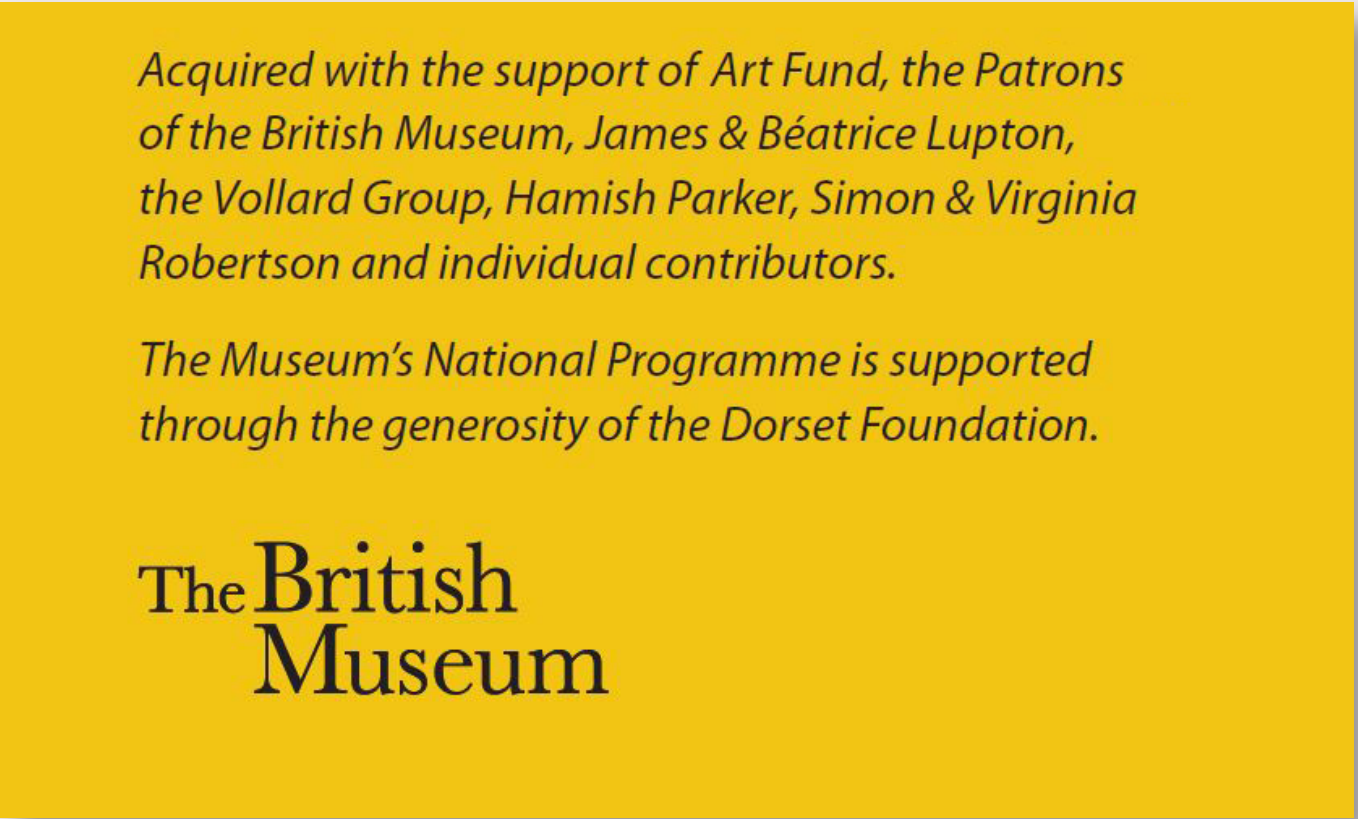 Acquired with the support of Art Fund, the Patrons
of the British Museum, James & Béatrice Lupton,
the Vollard Group, Hamish Parker, Simon & Virginia
Robertson and individual contributors.
The Museum’s National Programme is supported
through the generosity of the Dorset Foundation.
The British
Museum